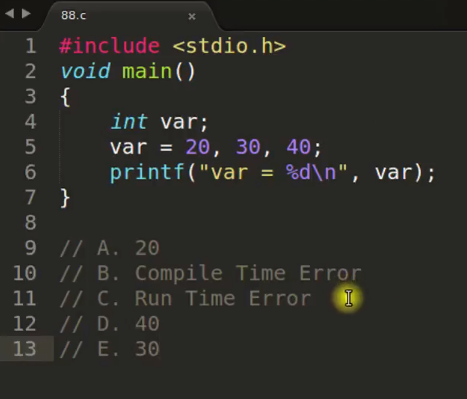 88.c
1 #include <stdio.h>
2 void main()
3 {
4     int var;
5     var = 20, 30, 40;
6     printf("var = %d\n", var);
7 }
8
9 // A. 20
10 // B. Compile Time Error
11 // C. Run Time Error
12 // D. 40
13 // E. 30